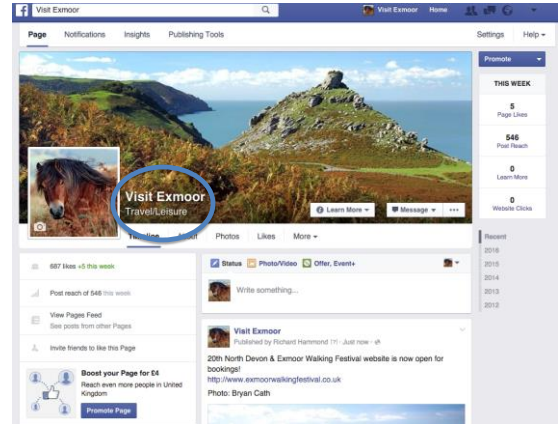 Visit Exmoor
Visit Exmoor Home
Page Notifications Insights Publishing Tools Settings Help
Promote
THIS WEEK
5
Page Likes
546
Post Reach
0
Learn More
0
Website Clicks
Visit Exmoor
Travel/Leisure
Learn More Message
Timeline About Photos Likes More
Recent
2016
2015
2014
2013
2012
687 likes +5 this week
Post reach of 546 this week
View Pages Feed
See posts from other Pages
Invite friends to like this Page
Boost your Page for £4
Reach even more people in United
Kingdom
Promote Page
Status Photo/Video Offer, Event+
Write something...
Visit Exmoor
Published by Richard Hammond [?] · Just now
20th North Devon & Exmoor Walking Festival website is now open for
bookings!
http://www.exmoorwalkingfestival.co.uk
Photo: Bryan Cath